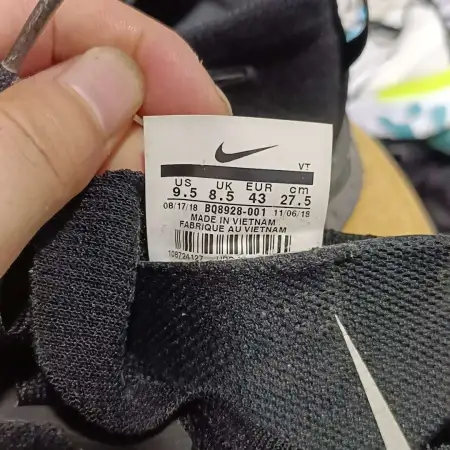 VT
US UK EUR cm
9.5 8.5 43 27.5
08/17/18 BQ8928-001 11/06/18
MADE IN VIETNAM
FABRIQUE AU VIETNAM